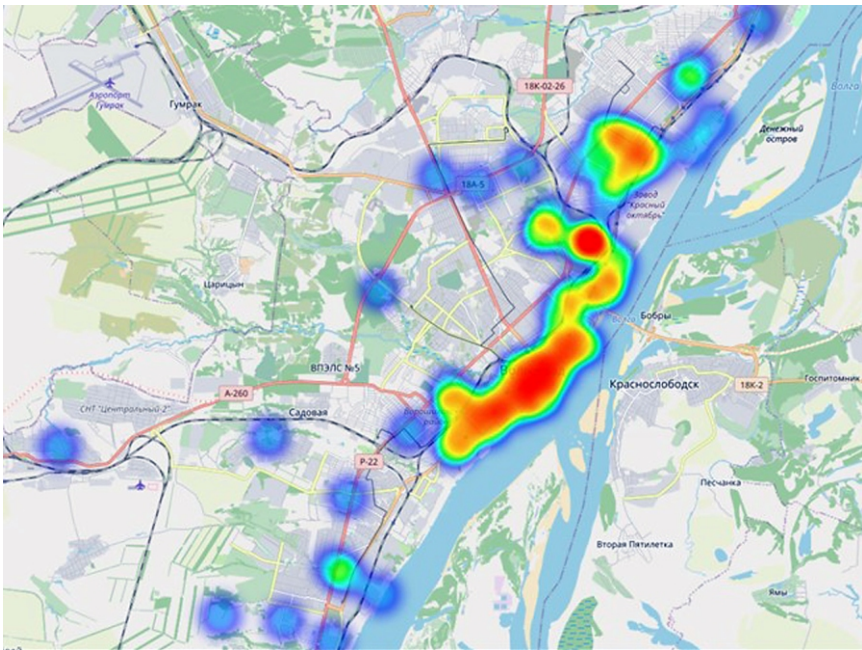 18К-02-26
Аэропорт
Гумрак
Гумрак
Волга
Денежный
остров
18А-5
Завод
"Красный
октябрь"
Царицын
Волга
Бобры
ВПЭЛС №5
Краснослободск
Госпитомник
18К-2
А-260
СНТ "Центральный-2"
Садовая
Р-22
Песчанка
Вторая Пятилетка
Ямы